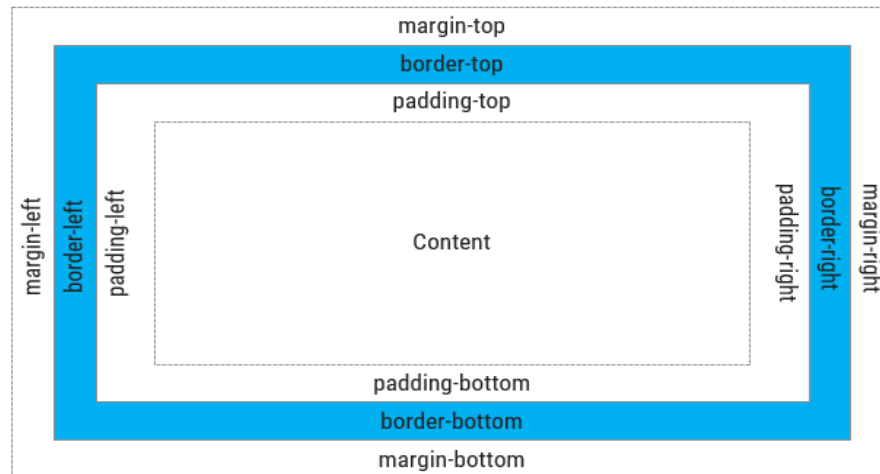 margin-top
border-top
padding-top
margin-left
border-left
padding-left
Content
padding-right
border-right
margin-right
padding-bottom
border-bottom
margin-bottom